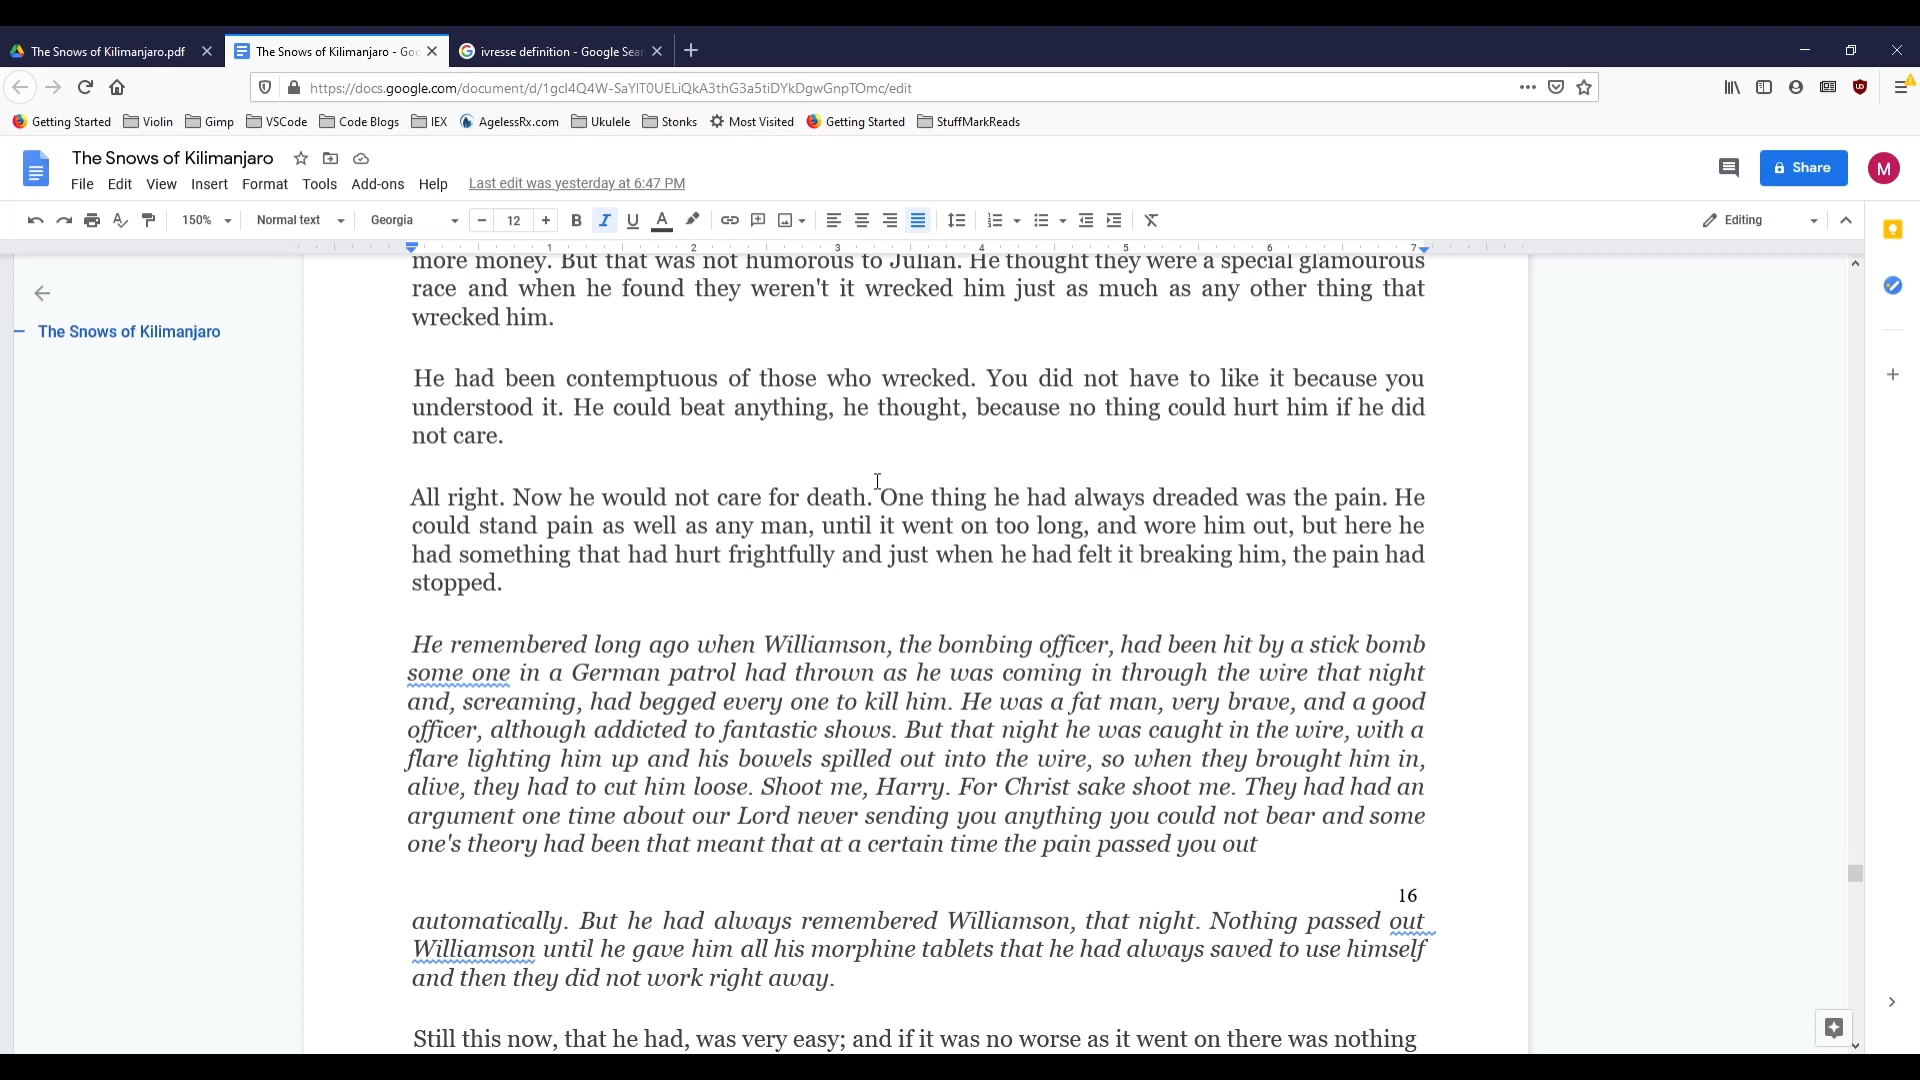 The Snows of Kilimanjaro.pdf
The Snows of Kilimanjaro - Goo
ivresse definition - Google Sear
https://docs.google.com/document/d/1gcl4Q4W-SaYlT0UELiQkA3thG3a5tiDYkDgwGnpTOmc/edit
Getting Started Violin Gimp VSCode Code Blogs IEX AgelessRx.com Ukulele Stonks Most Visited Getting Started StuffMarkReads
The Snows of Kilimanjaro
Share
M
File Edit View Insert Format Tools Add-ons Help Last edit was yesterday at 6:47 PM
150% Normal text Georgia 12 B I U A Editing
1 2 3 4 5 6 7
The Snows of Kilimanjaro
more money. But that was not humorous to Julian. He thought they were a special glamourous
race and when he found they weren't it wrecked him just as much as any other thing that
wrecked him.
He had been contemptuous of those who wrecked. You did not have to like it because you
understood it. He could beat anything, he thought, because no thing could hurt him if he did
not care.
All right. Now he would not care for death. One thing he had always dreaded was the pain. He
could stand pain as well as any man, until it went on too long, and wore him out, but here he
had something that had hurt frightfully and just when he had felt it breaking him, the pain had
stopped.
He remembered long ago when Williamson, the bombing officer, had been hit by a stick bomb
some one in a German patrol had thrown as he was coming in through the wire that night
and, screaming, had begged every one to kill him. He was a fat man, very brave, and a good
officer, although addicted to fantastic shows. But that night he was caught in the wire, with a
flare lighting him up and his bowels spilled out into the wire, so when they brought him in,
alive, they had to cut him loose. Shoot me, Harry. For Christ sake shoot me. They had had an
argument one time about our Lord never sending you anything you could not bear and some
one's theory had been that meant that at a certain time the pain passed you out
16
automatically. But he had always remembered Williamson, that night. Nothing passed out
Williamson until he gave him all his morphine tablets that he had always saved to use himself
and then they did not work right away.
Still this now, that he had, was very easy; and if it was no worse as it went on there was nothing